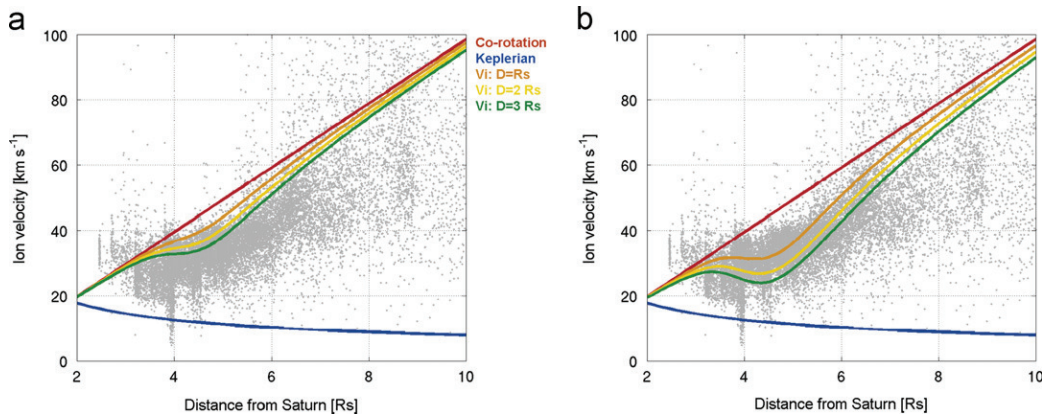 a
100
80
60
40
20
0
Ion velocity [km s⁻¹]
2 4 6 8 10
Distance from Saturn [Rs]
Co-rotation
Keplerian
Vi: D=Rs
Vi: D=2 Rs
Vi: D=3 Rs
b
100
80
60
40
20
0
Ion velocity [km s⁻¹]
2 4 6 8 10
Distance from Saturn [Rs]